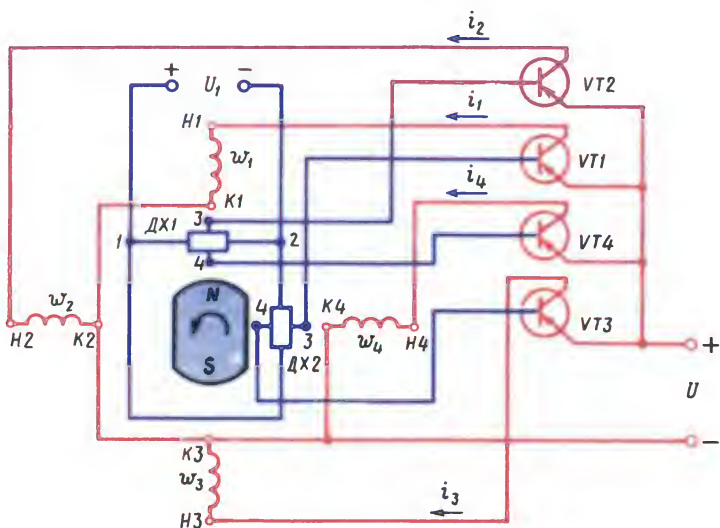 i₂
+ U₁ −
VT2
H1
i₁
w₁
VT1
K1
i₄
ДХ1 3
1 2
4
VT4
w₂
N
4 K4
H2 K2
3 w₄ H4
VT3
S
ДХ2
+
U
K3
−
w₃
i₃
H3